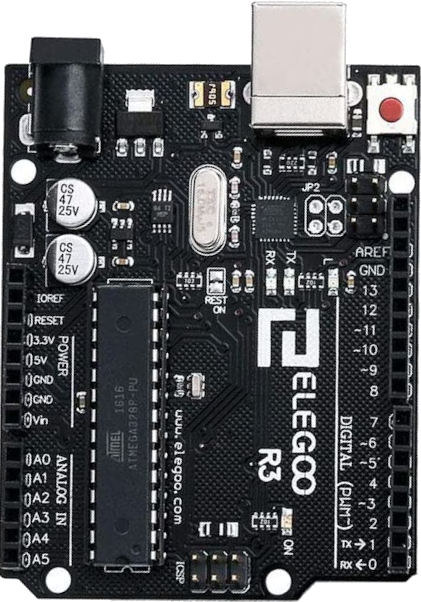 CS
47
25V
CS
47
25V
JP2
RX
TX
L
REST
ON
AREF
GND
13
12
~11
~10
~9
8
7
~6
~5
4
~3
2
TX→1
RX←0
DIGITAL (PWM~)
IOREF
RESET
3.3V
5V
GND
GND
Vin
POWER
A0
A1
A2
A3
A4
A5
ANALOG IN
ATMEL
1616
ATMEGA328P-PU
www.elegoo.com
ELEGOO
R3
ON
ICSP